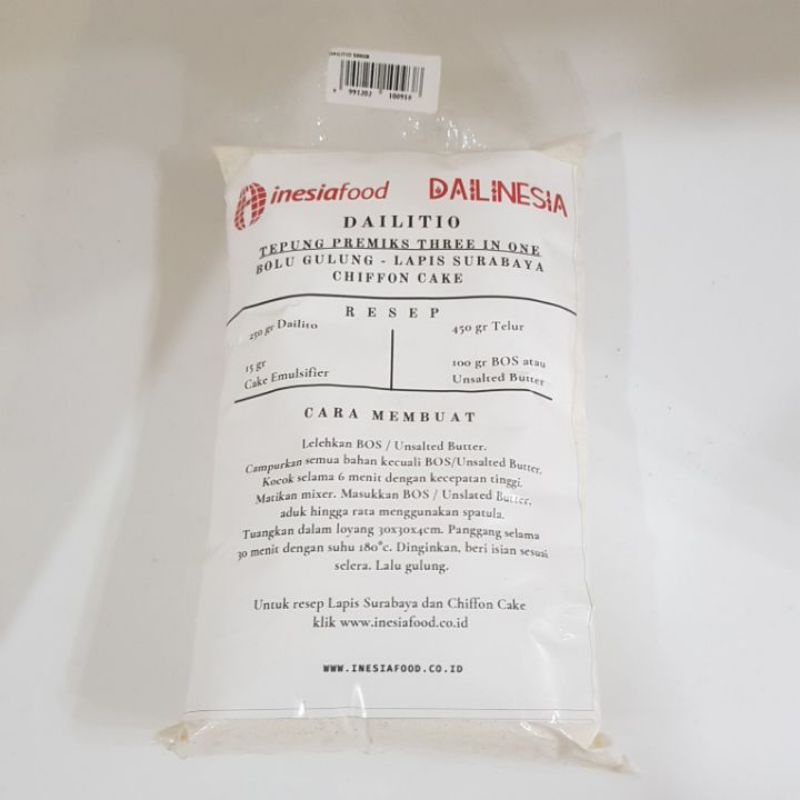 inesiafood DAILINESIA
DAILITIO
TEPUNG PREMIKS THREE IN ONE
BOLU GULUNG - LAPIS SURABAYA
CHIFFON CAKE
RESEP
250 gr Dailito
450 gr Telur
15 gr
Cake Emulsifier
100 gr BOS atau
Unsalted Butter
CARA MEMBUAT
Lelehkan BOS / Unsalted Butter.
Campurkan semua bahan kecuali BOS/Unsalted Butter.
Kocok selama 6 menit dengan kecepatan tinggi.
Matikan mixer. Masukkan BOS / Unslated Butter,
aduk hingga rata menggunakan spatula.
Tuangkan dalam loyang 30x30x4cm. Panggang selama
30 menit dengan suhu 180°c. Dinginkan, beri isian sesuai
selera. Lalu gulung.
Untuk resep Lapis Surabaya dan Chiffon Cake
klik www.inesiafood.co.id
WWW.INESIAFOOD.CO.ID